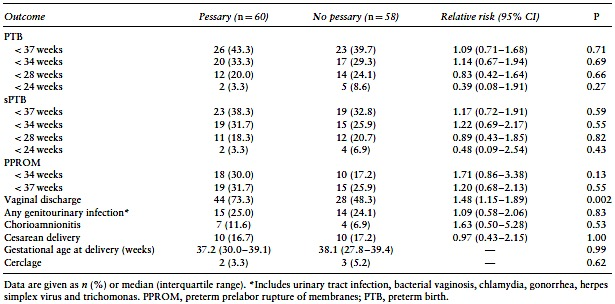 Outcome Pessary (n = 60) No pessary (n = 58) Relative risk (95% CI) P
PTB
< 37 weeks 26 (43.3) 23 (39.7) 1.09 (0.71–1.68) 0.71
< 34 weeks 20 (33.3) 17 (29.3) 1.14 (0.67–1.94) 0.69
< 28 weeks 12 (20.0) 14 (24.1) 0.83 (0.42–1.64) 0.66
< 24 weeks 2 (3.3) 5 (8.6) 0.39 (0.08–1.91) 0.27
sPTB
< 37 weeks 23 (38.3) 19 (32.8) 1.17 (0.72–1.91) 0.59
< 34 weeks 19 (31.7) 15 (25.9) 1.22 (0.69–2.17) 0.55
< 28 weeks 11 (18.3) 12 (20.7) 0.89 (0.43–1.85) 0.82
< 24 weeks 2 (3.3) 4 (6.9) 0.48 (0.09–2.54) 0.43
PPROM
< 34 weeks 18 (30.0) 10 (17.2) 1.71 (0.86–3.38) 0.13
< 37 weeks 19 (31.7) 15 (25.9) 1.20 (0.68–2.13) 0.55
Vaginal discharge 44 (73.3) 28 (48.3) 1.48 (1.15–1.89) 0.002
Any genitourinary infection* 15 (25.0) 14 (24.1) 1.09 (0.58–2.06) 0.83
Chorioamnionitis 7 (11.6) 4 (6.9) 1.63 (0.50–5.28) 0.53
Cesarean delivery 10 (16.7) 10 (17.2) 0.97 (0.43–2.15) 1.00
Gestational age at delivery (weeks) 37.2 (30.0–39.1) 38.1 (27.8–39.4) — 0.99
Cerclage 2 (3.3) 3 (5.2) — 0.62
Data are given as n (%) or median (interquartile range). *Includes urinary tract infection, bacterial vaginosis, chlamydia, gonorrhea, herpes
simplex virus and trichomonas. PPROM, preterm prelabor rupture of membranes; PTB, preterm birth.